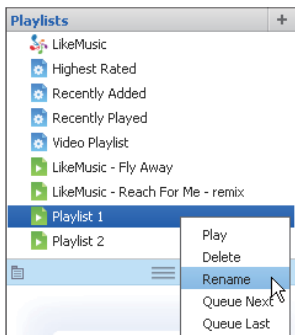 Playlists +
LikeMusic
Highest Rated
Recently Added
Recently Played
Video Playlist
LikeMusic - Fly Away
LikeMusic - Reach For Me - remix
Playlist 1
Playlist 2
Play
Delete
Rename
Queue Next
Queue Last